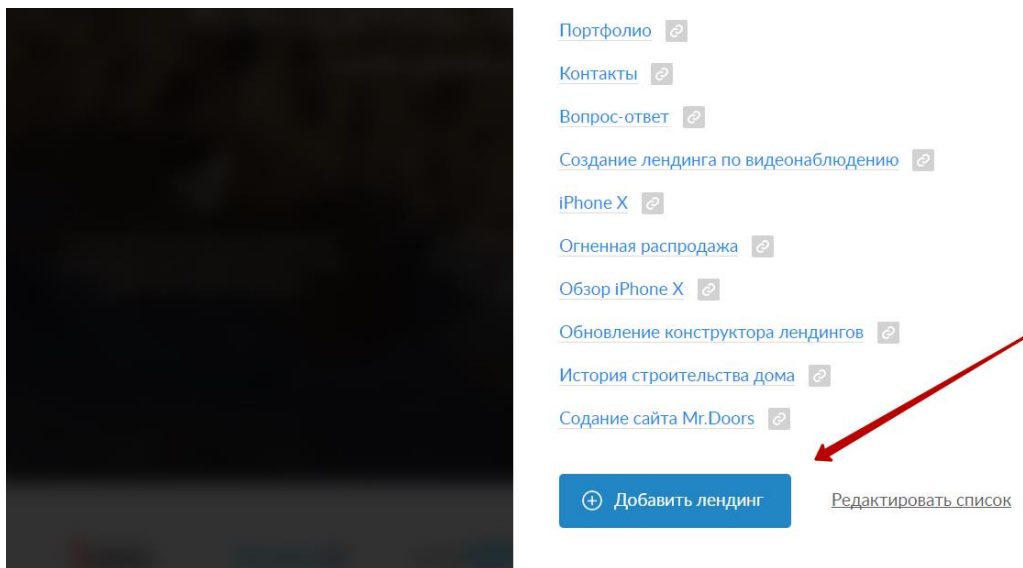 Портфолио
Контакты
Вопрос-ответ
Создание лендинга по видеонаблюдению
iPhone X
Огненная распродажа
Обзор iPhone X
Обновление конструктора лендингов
История строительства дома
Содание сайта Mr.Doors
Добавить лендинг Редактировать список